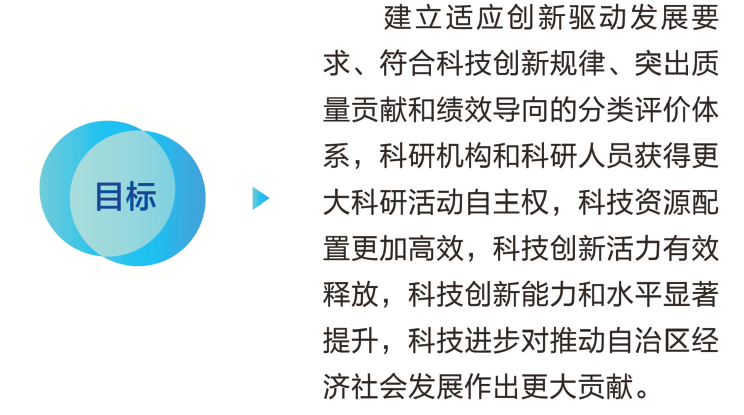 目标
建立适应创新驱动发展要
求、符合科技创新规律、突出质
量贡献和绩效导向的分类评价体
系，科研机构和科研人员获得更
大科研活动自主权，科技资源配
置更加高效，科技创新活力有效
释放，科技创新能力和水平显著
提升，科技进步对推动自治区经
济社会发展作出更大贡献。